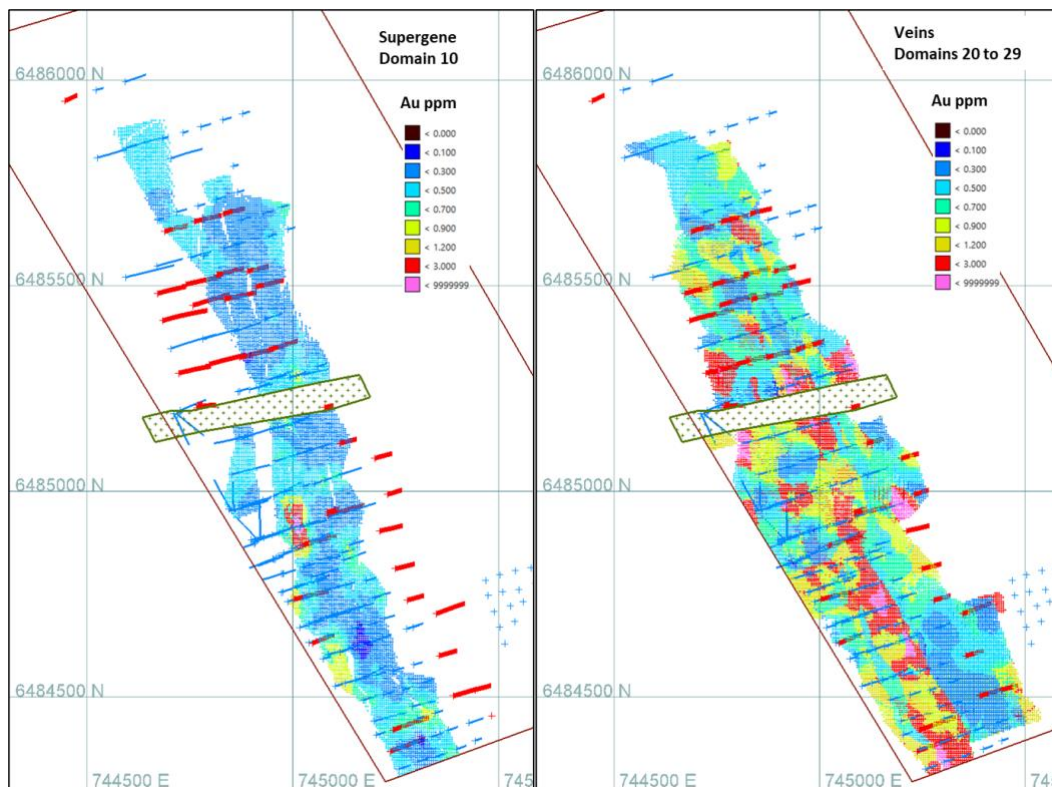 Supergene
Domain 10
Au ppm
< 0.000
< 0.100
< 0.300
< 0.500
< 0.700
< 0.900
< 1.200
< 3.000
< 9999999
6486000 N
6485500 N
6485000 N
6484500 N
744500 E
745000 E
745
Veins
Domains 20 to 29
Au ppm
< 0.000
< 0.100
< 0.300
< 0.500
< 0.700
< 0.900
< 1.200
< 3.000
< 9999999
6486000 N
6485500 N
6485000 N
6484500 N
744500 E
745000 E
745